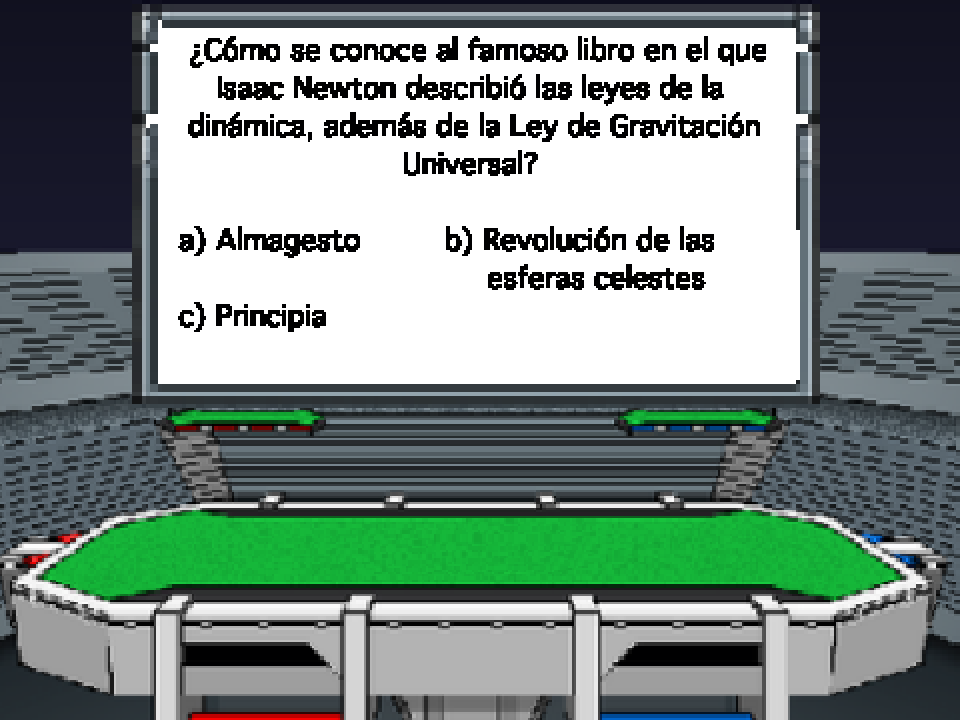 ¿Cómo se conoce al famoso libro en el que
Isaac Newton describió las leyes de la
dinámica, además de la Ley de Gravitación
Universal?
a) Almagesto b) Revolución de las
esferas celestes
c) Principia